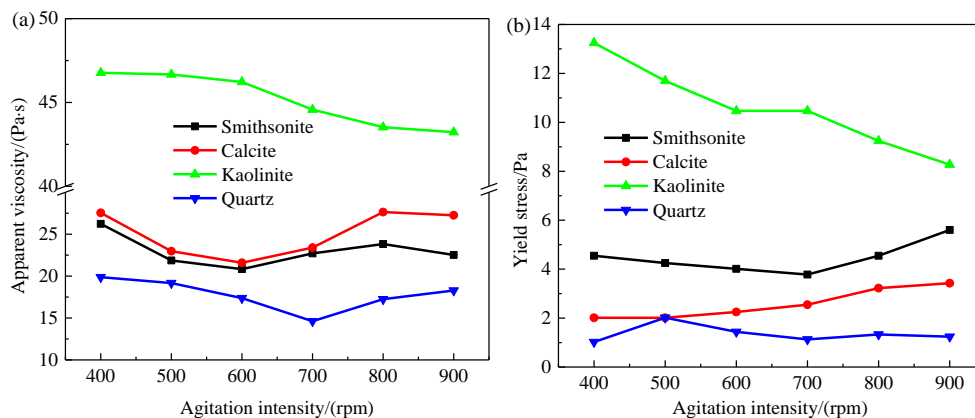 (a)
50
45
40
25
20
15
10
Apparent viscosity/(Pa·s)
Smithsonite
Calcite
Kaolinite
Quartz
400 500 600 700 800 900
Agitation intensity/(rpm)
(b)
14
12
10
8
6
4
2
0
Yield stress/Pa
Smithsonite
Calcite
Kaolinite
Quartz
400 500 600 700 800 900
Agitation intensity/(rpm)